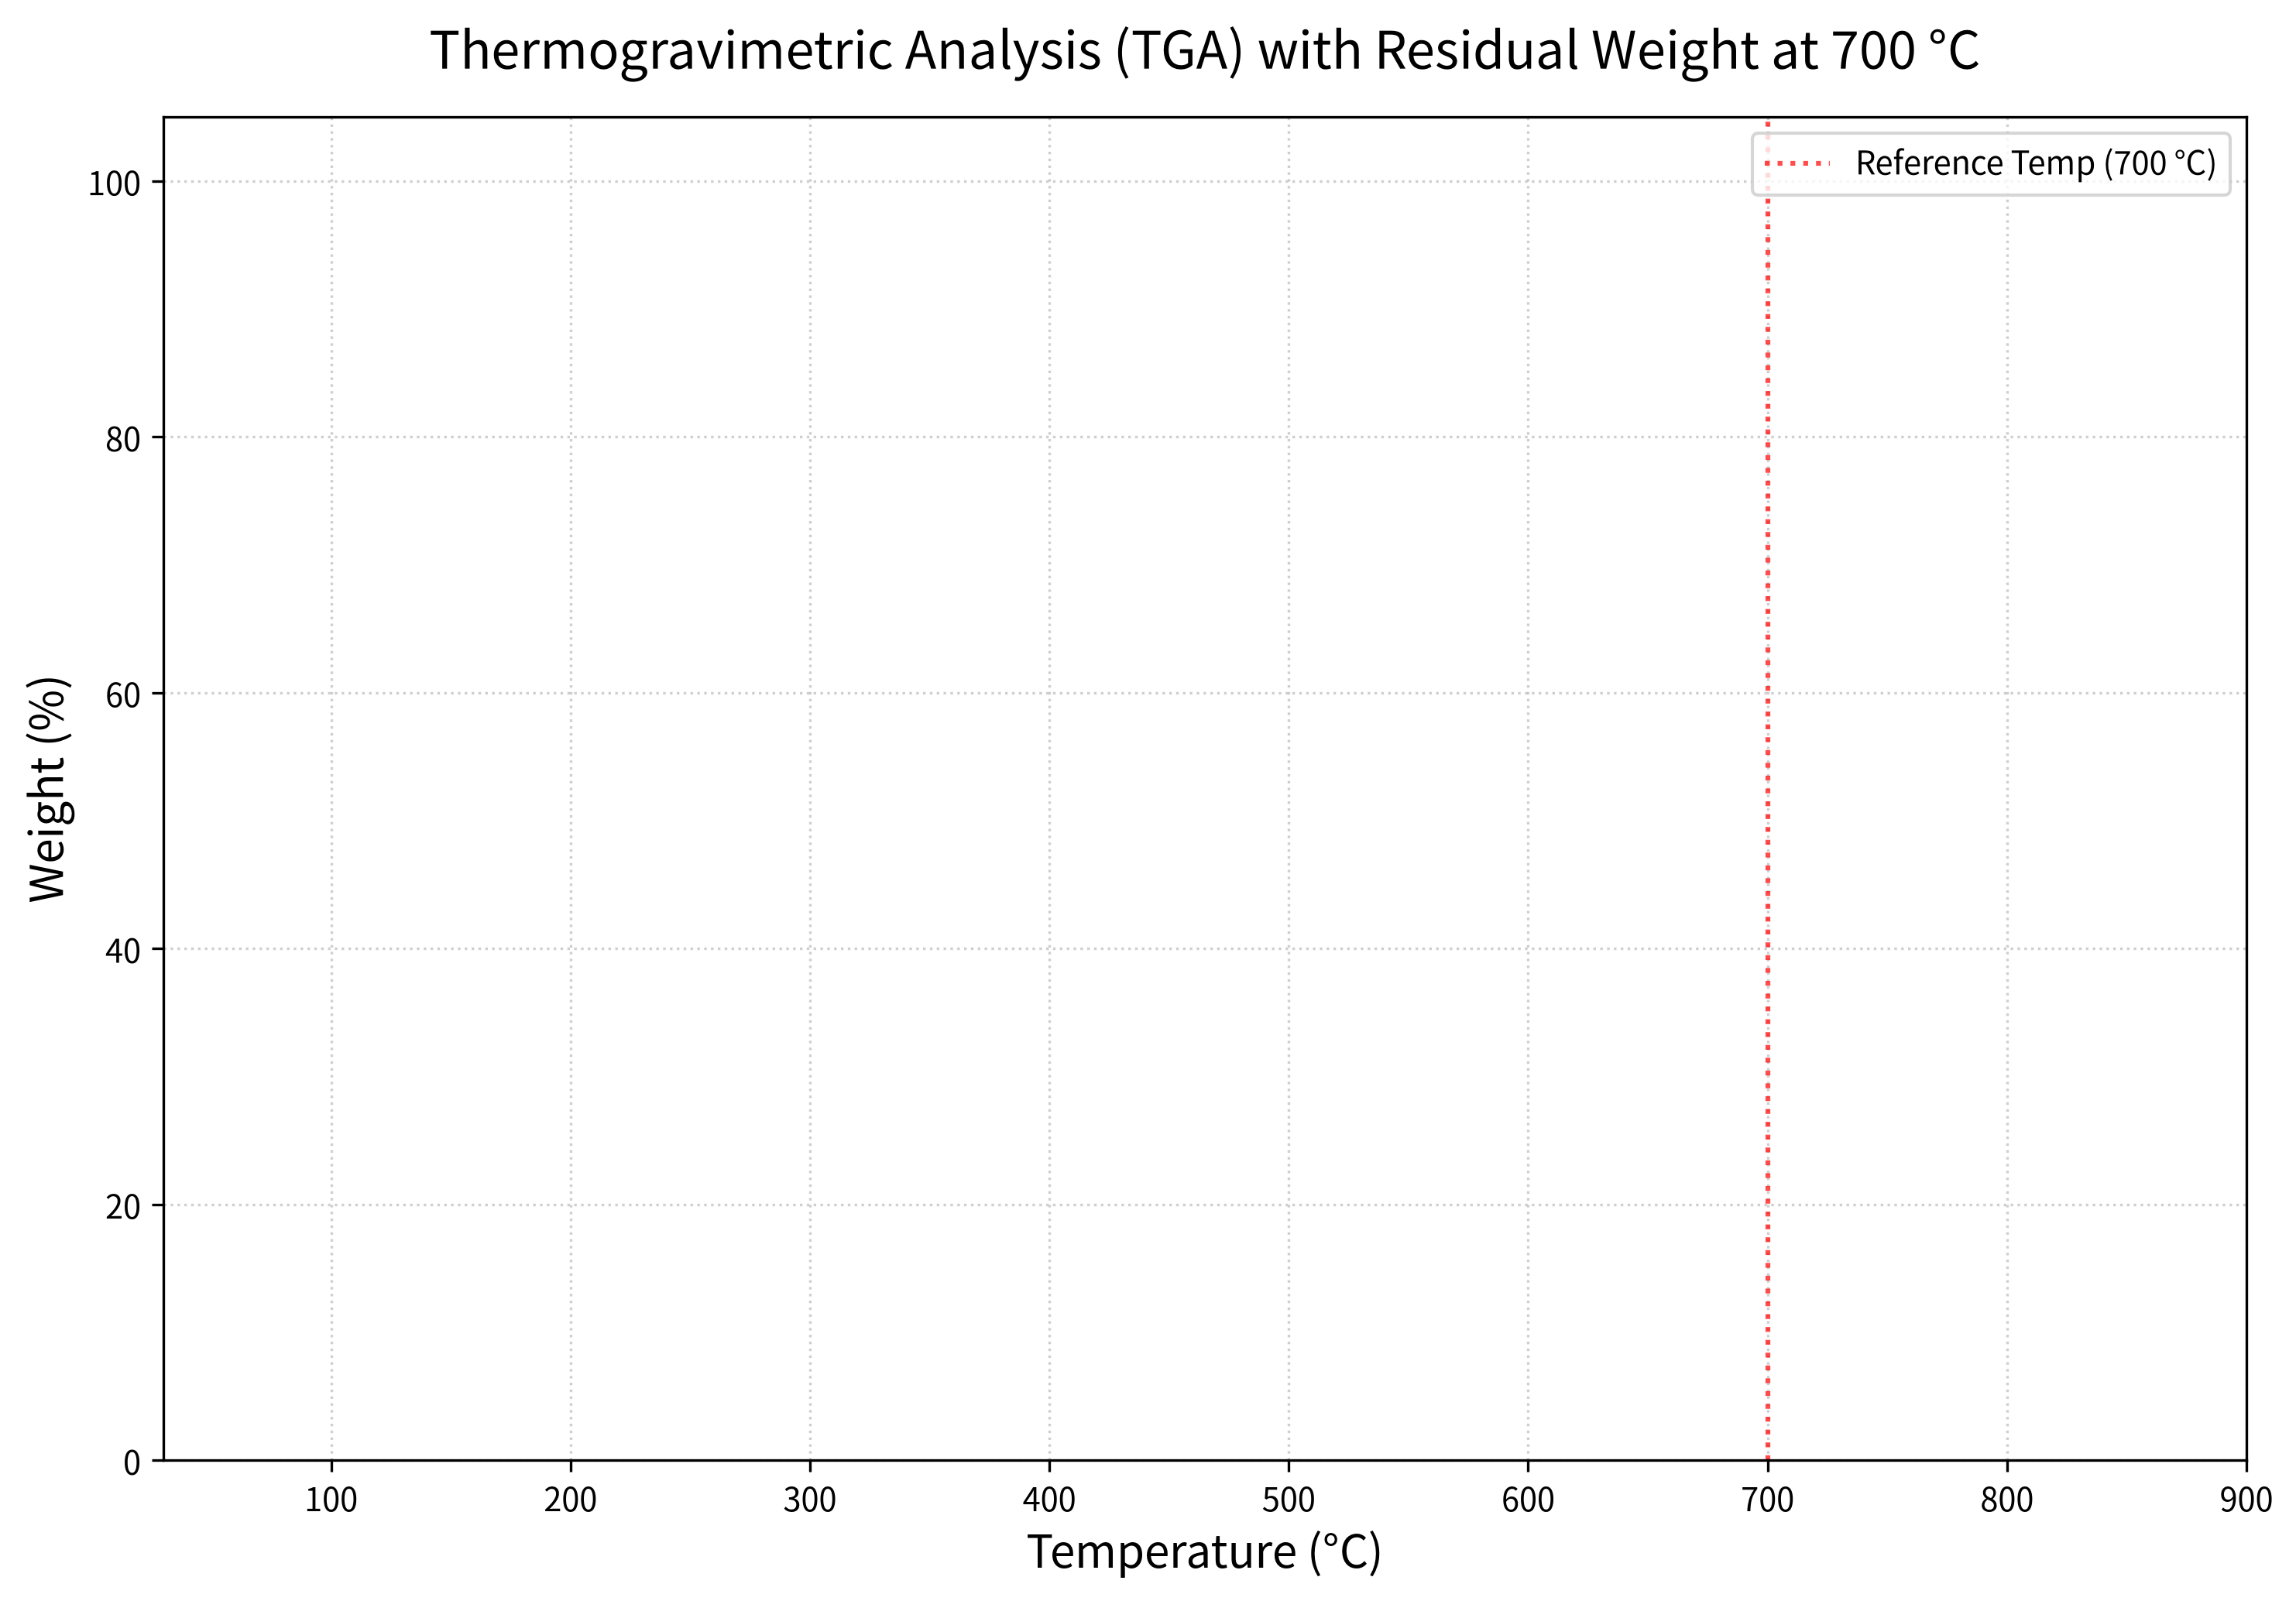 Thermogravimetric Analysis (TGA) with Residual Weight at 700 °C
Reference Temp (700 °C)
100
80
60
40
20
0
Weight (%)
100 200 300 400 500 600 700 800 900
Temperature (°C)